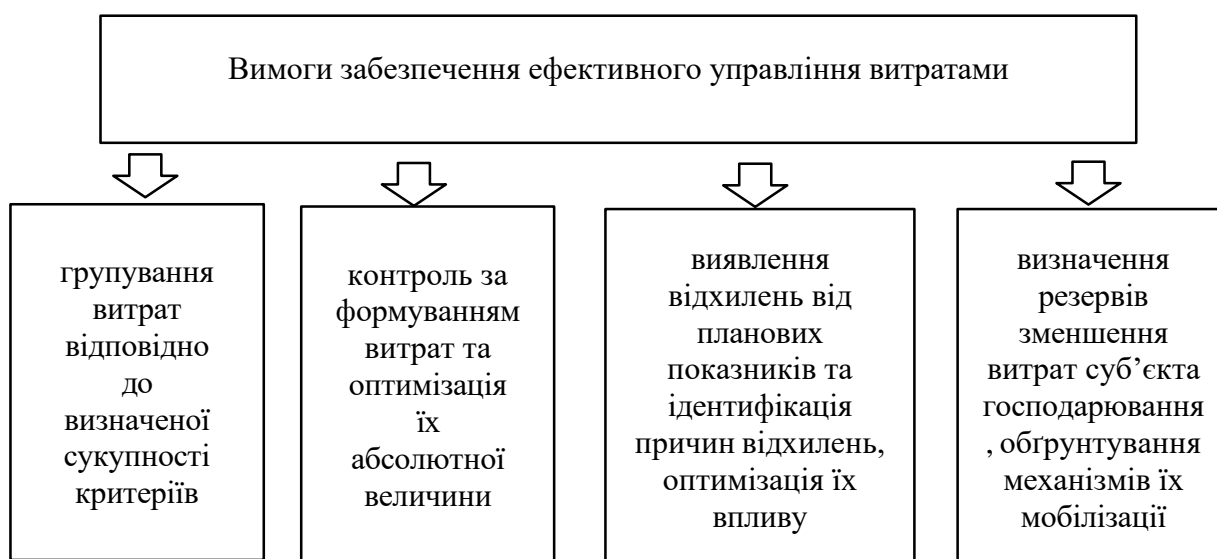 Вимоги забезпечення ефективного управління витратами
групування
витрат
відповідно
до
визначеної
сукупності
критеріїв
контроль за
формуванням
витрат та
оптимізація
їх
абсолютної
величини
виявлення
відхилень від
планових
показників та
ідентифікація
причин відхилень,
оптимізація їх
впливу
визначення
резервів
зменшення
витрат суб’єкта
господарювання
, обґрунтування
механізмів їх
мобілізації